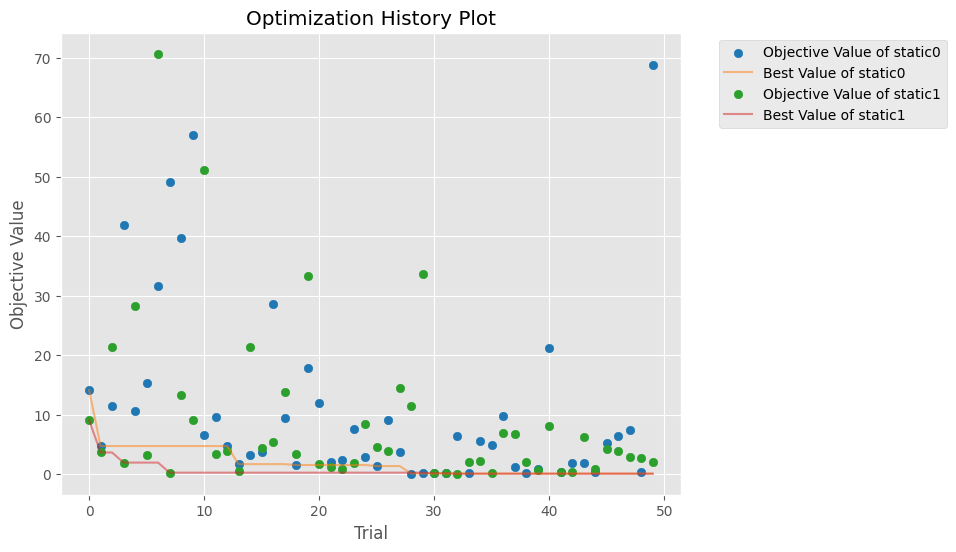 Optimization History Plot
Objective Value of static0
Best Value of static0
Objective Value of static1
Best Value of static1
70
60
50
40
30
20
10
0
Objective Value
0 10 20 30 40 50
Trial